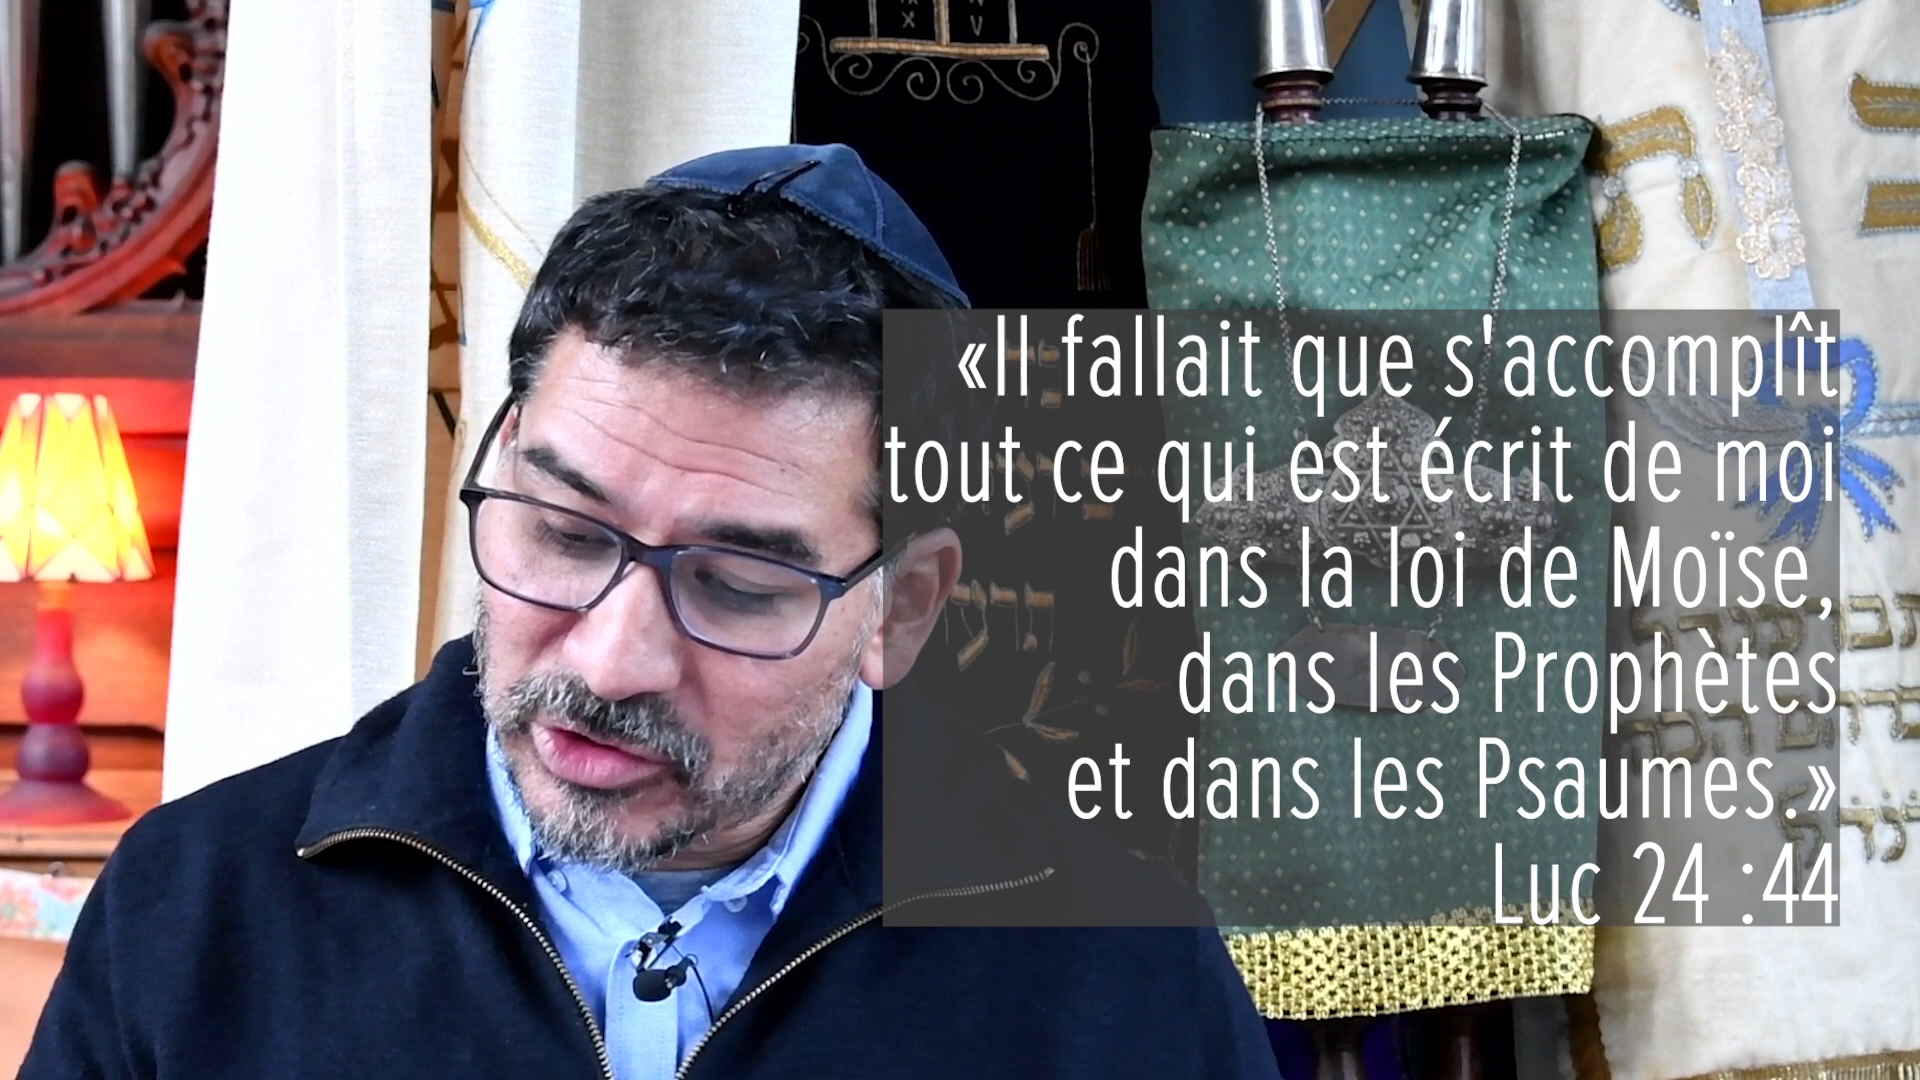 «Il fallait que s'accomplît
tout ce qui est écrit de moi
dans la loi de Moïse,
dans les Prophètes
et dans les Psaumes.»
Luc 24 :44